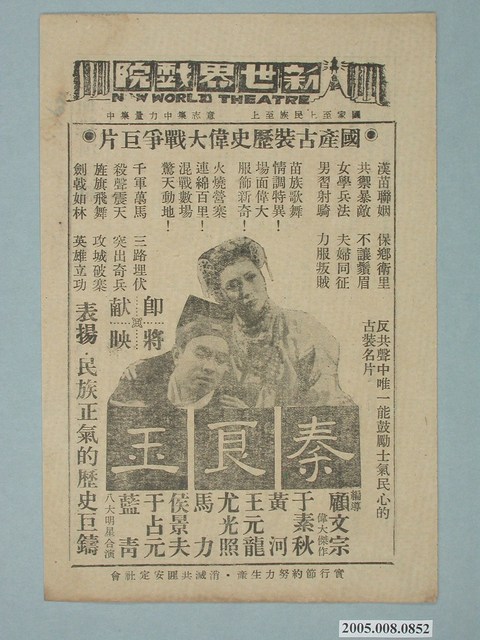 新世界戲院
NEW WORLD THEATRE
國家至上民族至上　意志集中力量集中
●國產古裝歷史偉大戰爭巨片●
漢苗聯姻　保鄉衛里
共禦暴敵　不讓鬚眉
女學兵法　夫婦同征
男習射騎　力服叛賊
苗族歌舞
情調特異！
場面偉大
服飾新奇！
火燒營寨
連綿百里！
混戰數場
驚天動地！
千軍萬馬　三路埋伏
殺聲震天　突出奇兵
旌旗飛舞　攻城破寨
劍戟如林　英雄立功
反共聲中唯一能鼓勵士氣民心的
古裝名片
即將
獻映
表揚·民族正氣的歷史巨鑄
秦良玉
編導
顧文宗
偉大傑作
于素秋
黃河
王元龍
尤光照
馬力
侯景夫
于占元
藍青
八大明星合演
實行節約努力生產·消滅共匪安定社會
2005.008.0852